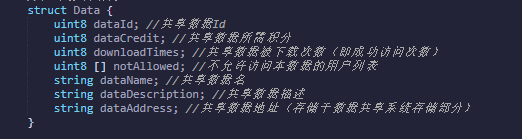 struct Data {
uint8 dataId; //共享数据Id
uint8 dataCredit; //共享数据所需积分
uint8 downloadTimes; //共享数据被下载次数（即成功访问次数）
uint8 [] notAllowed; //不允许访问本数据的用户列表
string dataName; //共享数据名
string dataDescription; //共享数据描述
string dataAddress; //共享数据地址（存储于数据共享系统存储部分）
}